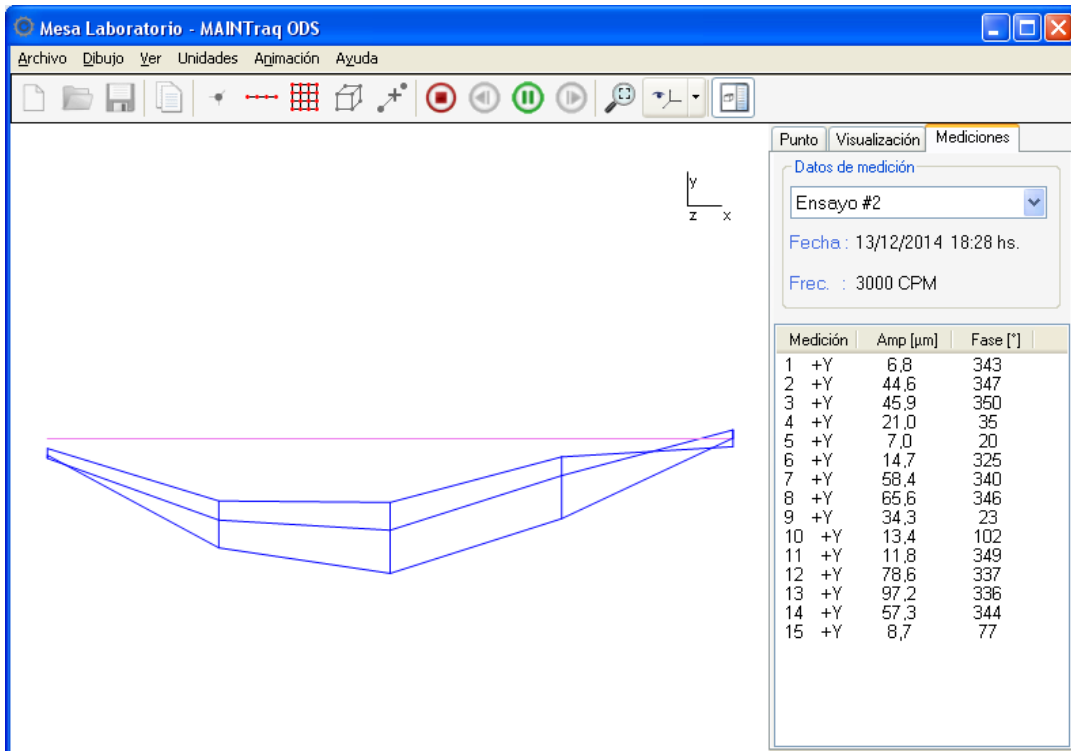 Mesa Laboratorio - MAINTraq ODS
Archivo Dibujo Ver Unidades Animación Ayuda
Punto Visualización Mediciones
Datos de medición
Ensayo #2
Fecha : 13/12/2014 18:28 hs.
Frec. : 3000 CPM
y
z x
Medición Amp [µm] Fase [°]
1 +Y 6,8 343
2 +Y 44,6 347
3 +Y 45,9 350
4 +Y 21,0 35
5 +Y 7,0 20
6 +Y 14,7 325
7 +Y 58,4 340
8 +Y 65,6 346
9 +Y 34,3 23
10 +Y 13,4 102
11 +Y 11,8 349
12 +Y 78,6 337
13 +Y 97,2 336
14 +Y 57,3 344
15 +Y 8,7 77